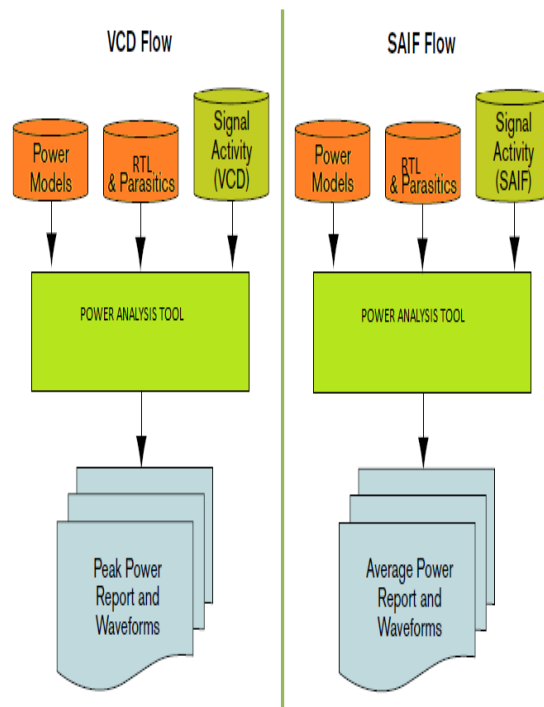 VCD Flow
Power
Models
RTL
& Parasitics
Signal
Activity
(VCD)
POWER ANALYSIS TOOL
Peak Power
Report and
Waveforms
SAIF Flow
Power
Models
RTL
& Parasitics
Signal
Activity
(SAIF)
POWER ANALYSIS TOOL
Average Power
Report and
Waveforms